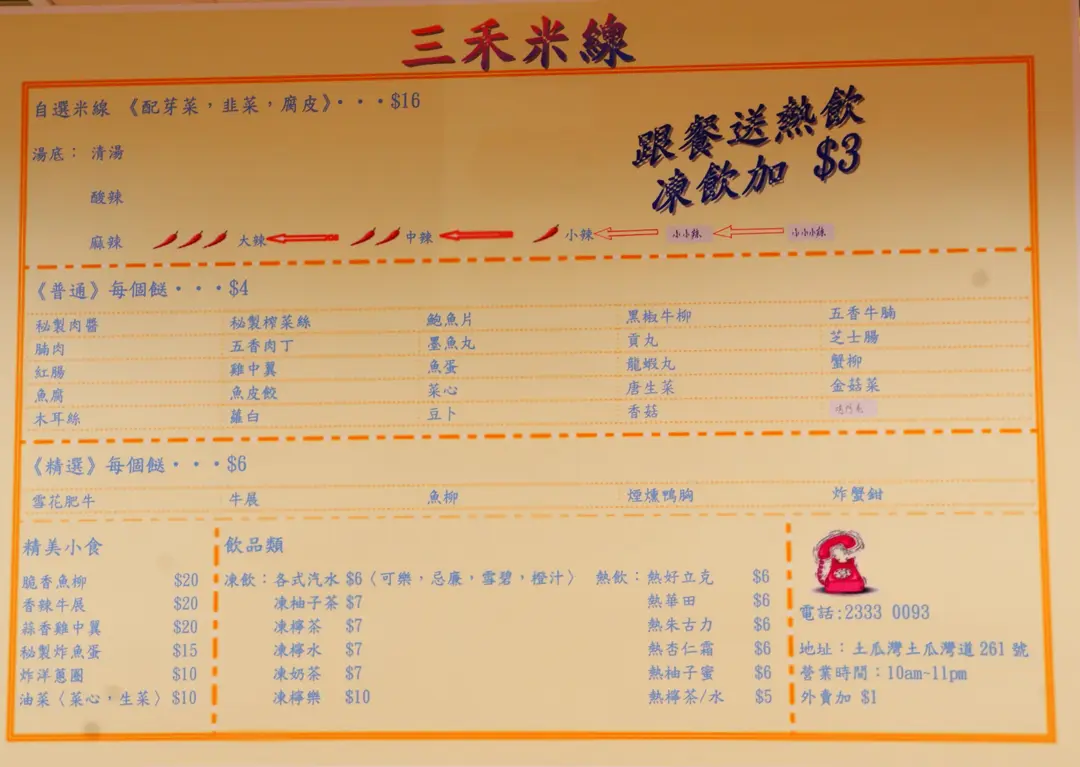 三禾米線
自選米線 《配芽菜，韭菜，腐皮》・・・$16
跟餐送熱飲
凍飲加 $3
湯底： 清湯
酸辣
麻辣 大辣 中辣 小辣 小小辣 小小小辣
《普通》每個餸・・・$4
秘製肉醬 秘製榨菜絲 鮑魚片 黑椒牛柳 五香牛腩
腩肉 五香肉丁 墨魚丸 貢丸 芝士腸
紅腸 雞中翼 魚蛋 龍蝦丸 蟹柳
魚腐 魚皮餃 菜心 唐生菜 金菇菜
木耳絲 蘿白 豆卜 香菇
《精選》每個餸・・・$6
雪花肥牛 牛展 魚柳 煙燻鴨胸 炸蟹鉗
精美小食
脆香魚柳 $20
香辣牛展 $20
蒜香雞中翼 $20
秘製炸魚蛋 $15
炸洋蔥圈 $10
油菜〈菜心，生菜〉 $10
飲品類
凍飲：各式汽水 $6〈可樂，忌廉，雪碧，橙汁〉
凍柚子茶 $7
凍檸茶 $7
凍檸水 $7
凍奶茶 $7
凍檸樂 $10
熱飲：熱好立克 $6
熱華田 $6
熱朱古力 $6
熱杏仁霜 $6
熱柚子蜜 $6
熱檸茶/水 $5
電話:2333 0093
地址：土瓜灣土瓜灣道261號
營業時間：10am~11pm
外賣加 $1